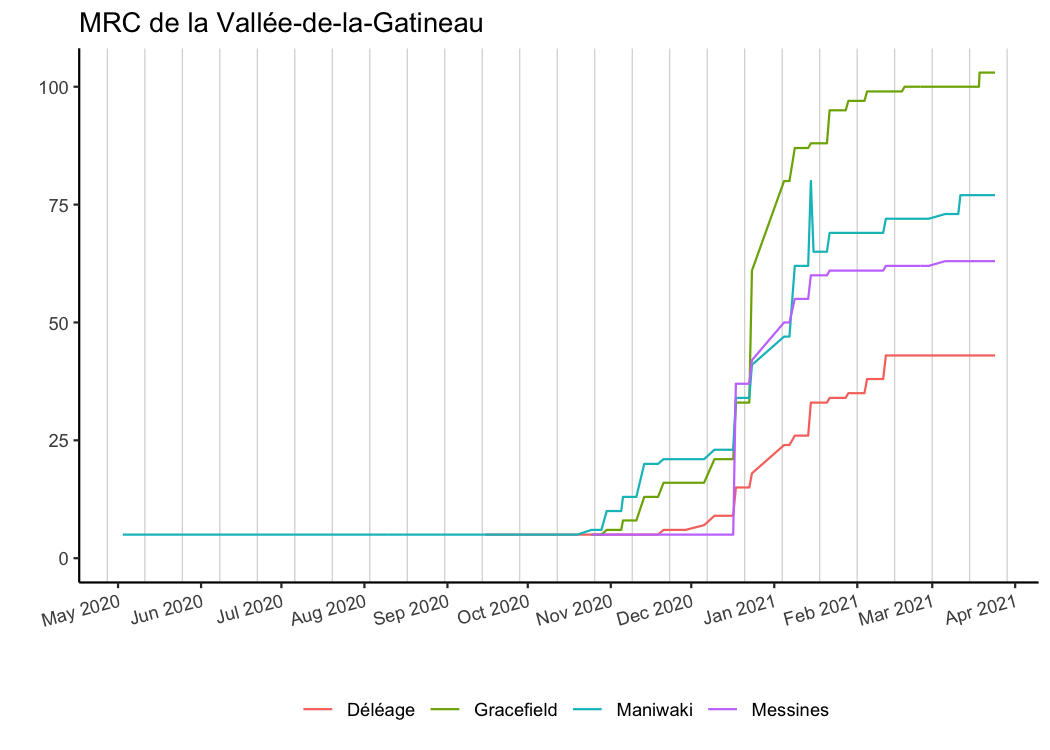 MRC de la Vallée-de-la-Gatineau
100
75
50
25
0
May 2020 Jun 2020 Jul 2020 Aug 2020 Sep 2020 Oct 2020 Nov 2020 Dec 2020 Jan 2021 Feb 2021 Mar 2021 Apr 2021
Déléage Gracefield Maniwaki Messines